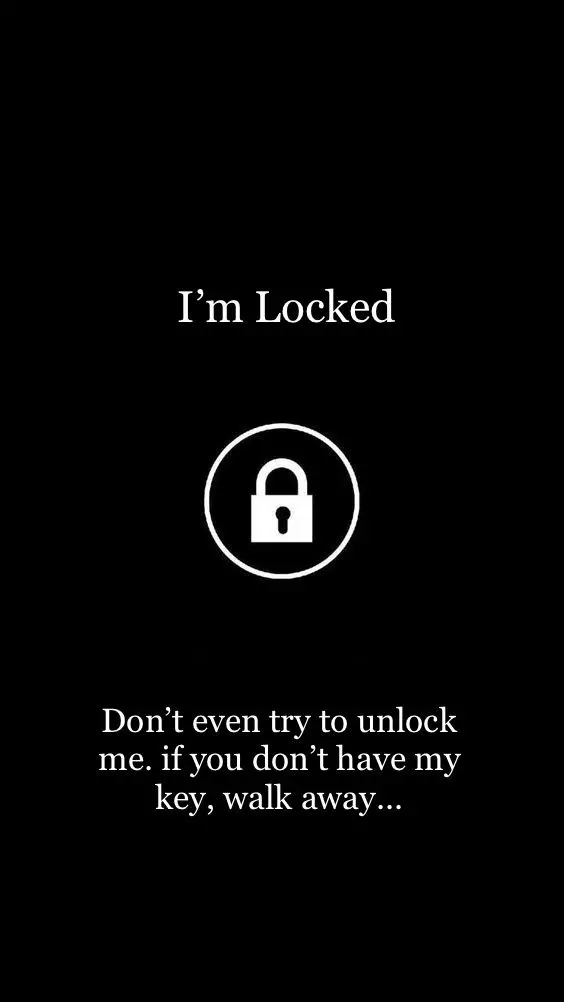 I’m Locked
Don’t even try to unlock
me. if you don’t have my
key, walk away...